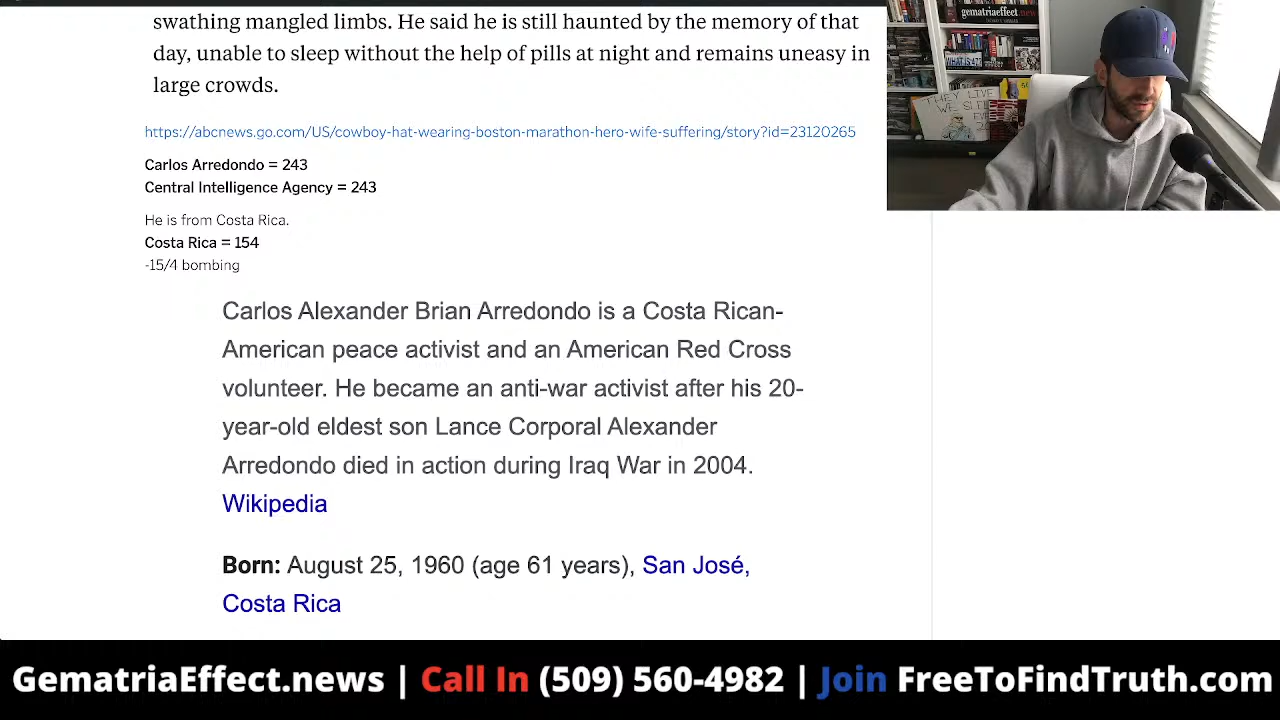 swathing mangled limbs. He said he is still haunted by the memory of that
day, unable to sleep without the help of pills at night and remains uneasy in
large crowds.
https://abcnews.go.com/US/cowboy-hat-wearing-boston-marathon-hero-wife-suffering/story?id=23120265
Carlos Arredondo = 243
Central Intelligence Agency = 243
He is from Costa Rica.
Costa Rica = 154
-15/4 bombing
Carlos Alexander Brian Arredondo is a Costa Rican-
American peace activist and an American Red Cross
volunteer. He became an anti-war activist after his 20-
year-old eldest son Lance Corporal Alexander
Arredondo died in action during Iraq War in 2004.
Wikipedia
Born: August 25, 1960 (age 61 years), San José,
Costa Rica
gematriaeffect.news
THEY LIVE
WE SLEEP
GematriaEffect.news | Call In (509) 560-4982 | Join FreeToFindTruth.com